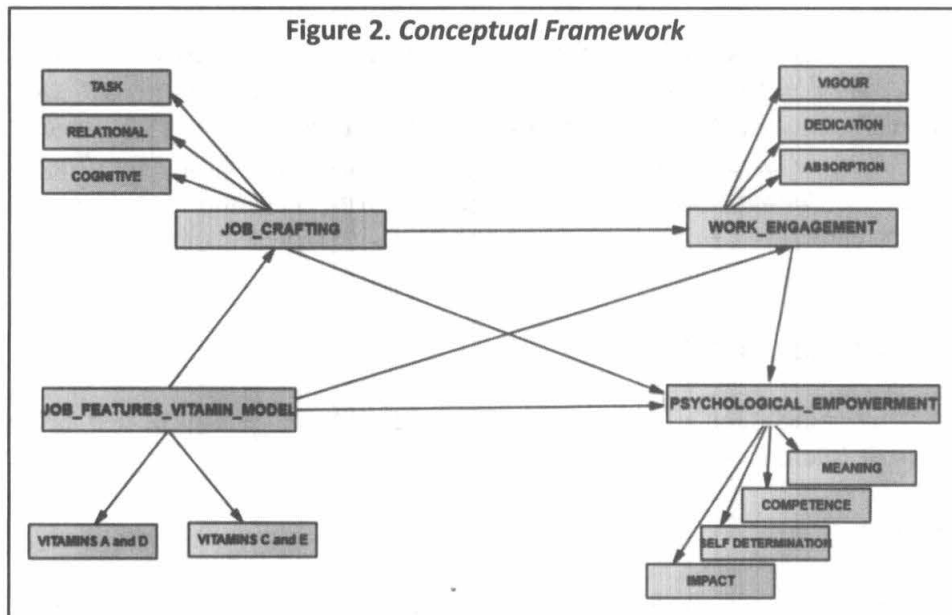 Figure 2. Conceptual Framework
TASK
RELATIONAL
COGNITIVE
VIGOUR
DEDICATION
ABSORPTION
JOB_CRAFTING
WORK_ENGAGEMENT
JOB_FEATURES_VITAMIN_MODEL
PSYCHOLOGICAL_EMPOWERMENT
VITAMINS A and D
VITAMINS C and E
MEANING
COMPETENCE
SELF DETERMINATION
IMPACT